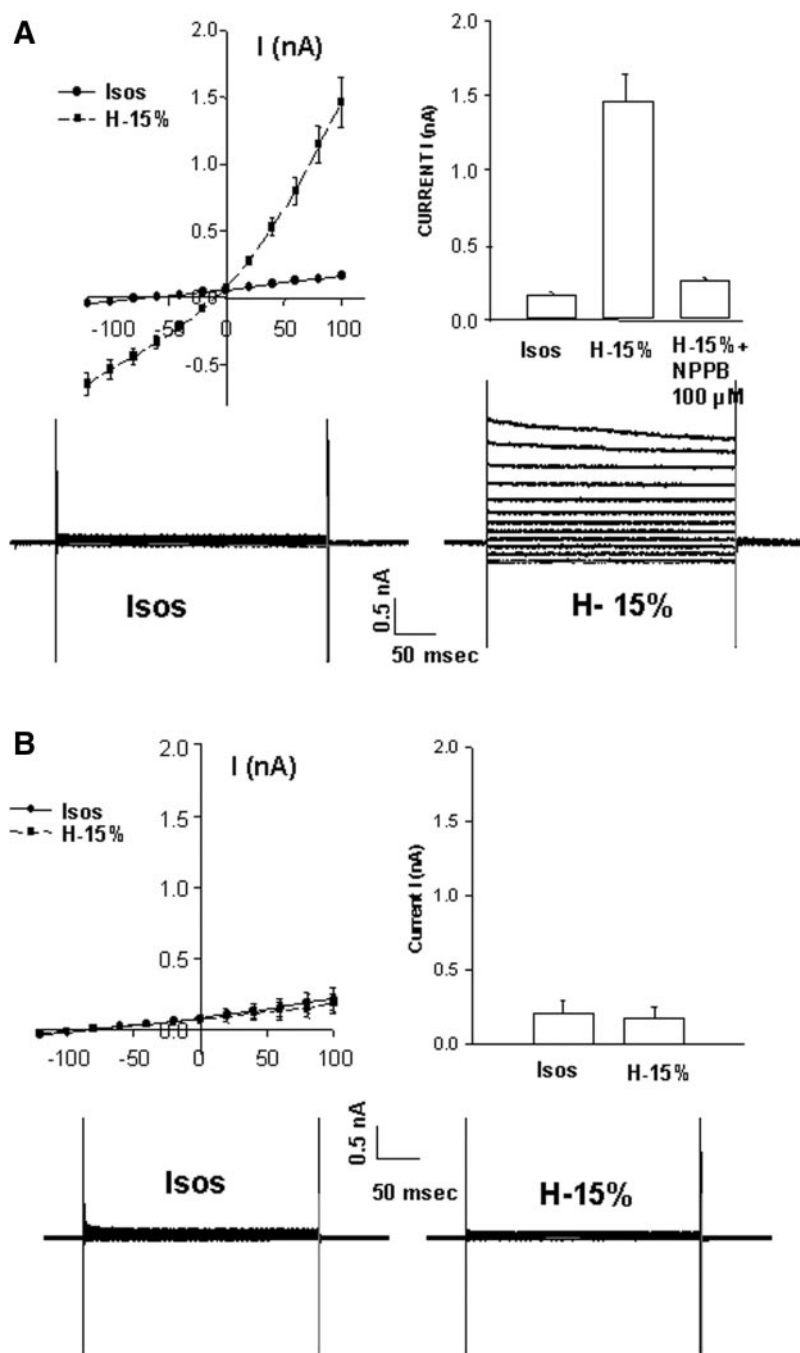 A
I (nA)
Isos
H-15%
2.0
1.5
1.0
0.5
0.0
-0.5
-100 -50 0 50 100
CURRENT I (nA)
2.0
1.5
1.0
0.5
0.0
Isos
H-15%
H-15%+
NPPB
100 µM
Isos
0.5 nA
50 msec
H- 15%
B
I (nA)
Isos
H-15%
2.0
1.5
1.0
0.5
0.0
-100 -50 0 50 100
Current I (nA)
2.0
1.5
1.0
0.5
0.0
Isos
H-15%
Isos
0.5 nA
50 msec
H-15%